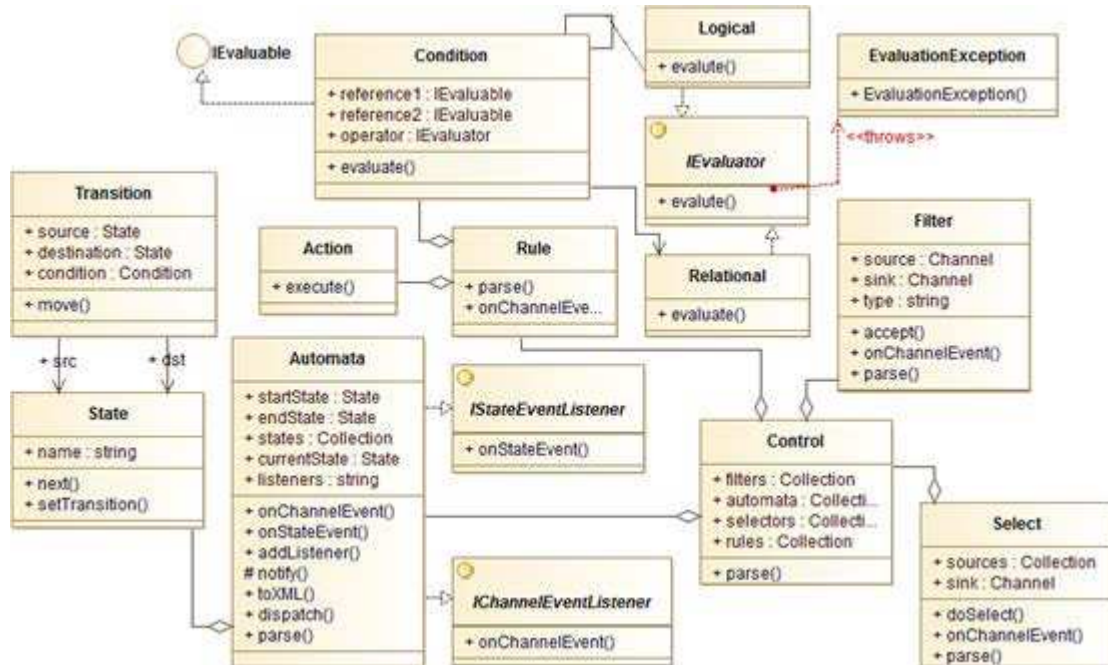 IEvaluable
Condition
+ reference1 : IEvaluable
+ reference2 : IEvaluable
+ operator : IEvaluator
+ evaluate()
Logical
+ evalute()
EvaluationException
+ EvaluationException()
<<throws>>
IEvaluator
+ evalute()
Transition
+ source : State
+ destination : State
+ condition : Condition
+ move()
+ src
+ dst
Action
+ execute()
Rule
+ parse()
+ onChannelEve...
Relational
+ evaluate()
Filter
+ source : Channel
+ sink : Channel
+ type : string
+ accept()
+ onChannelEvent()
+ parse()
State
+ name : string
+ next()
+ setTransition()
Automata
+ startState : State
+ endState : State
+ states : Collection
+ currentState : State
+ listeners : string
+ onChannelEvent()
+ onStateEvent()
+ addListener()
# notify()
+ toXML()
+ dispatch()
+ parse()
IStateEventListener
+ onStateEvent()
IChannelEventListener
+ onChannelEvent()
Control
+ filters : Collection
+ automata : Collecti...
+ selectors : Collecti...
+ rules : Collection
+ parse()
Select
+ sources : Collection
+ sink : Channel
+ doSelect()
+ onChannelEvent()
+ parse()